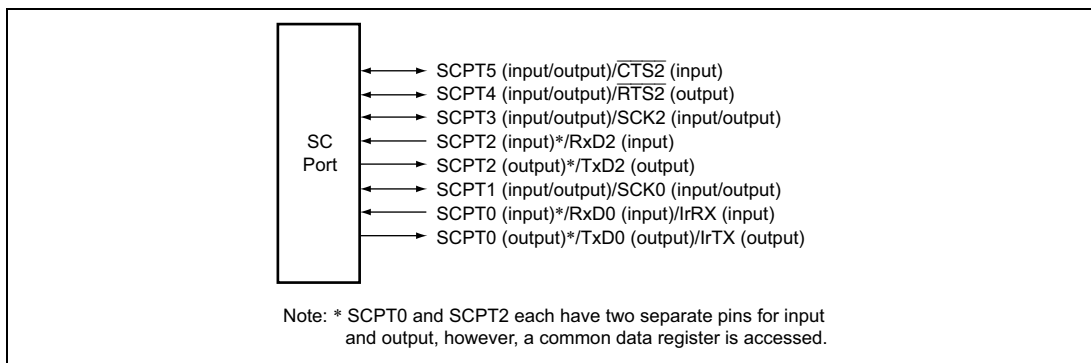 SC
Port
SCPT5 (input/output)/C̅T̅S̅2̅ (input)
SCPT4 (input/output)/R̅T̅S̅2̅ (output)
SCPT3 (input/output)/SCK2 (input/output)
SCPT2 (input)*/RxD2 (input)
SCPT2 (output)*/TxD2 (output)
SCPT1 (input/output)/SCK0 (input/output)
SCPT0 (input)*/RxD0 (input)/IrRX (input)
SCPT0 (output)*/TxD0 (output)/IrTX (output)
Note: * SCPT0 and SCPT2 each have two separate pins for input
and output, however, a common data register is accessed.